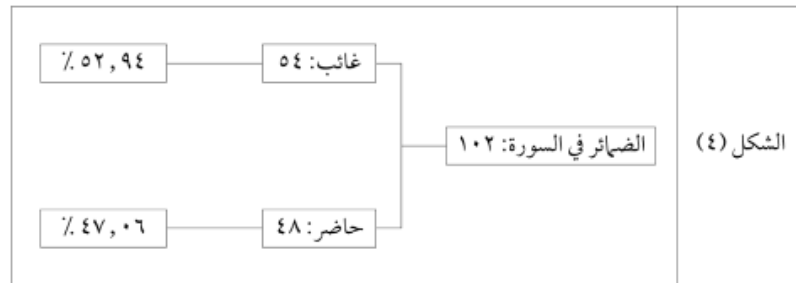 الشكل (٤)
الضمائر في السورة: ١٠٢
غائب: ٥٤
٥٢,٩٤ ٪
حاضر: ٤٨
٤٧,٠٦ ٪